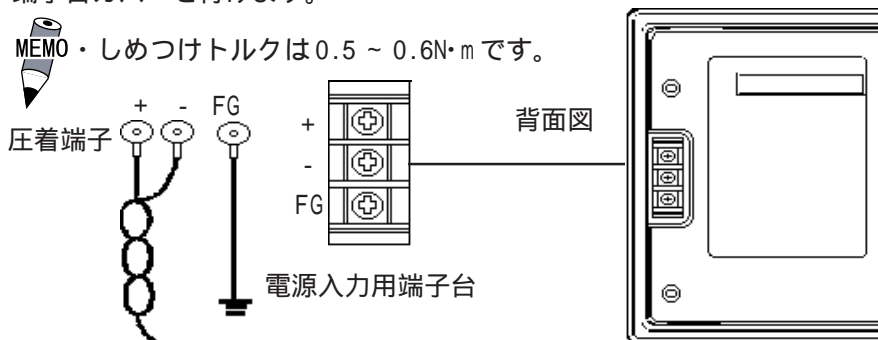 端子台カバーを付けます。
MEMO・しめつけトルクは0.5 ~ 0.6N・mです。
+ - FG
圧着端子
+
-
FG
背面図
電源入力用端子台